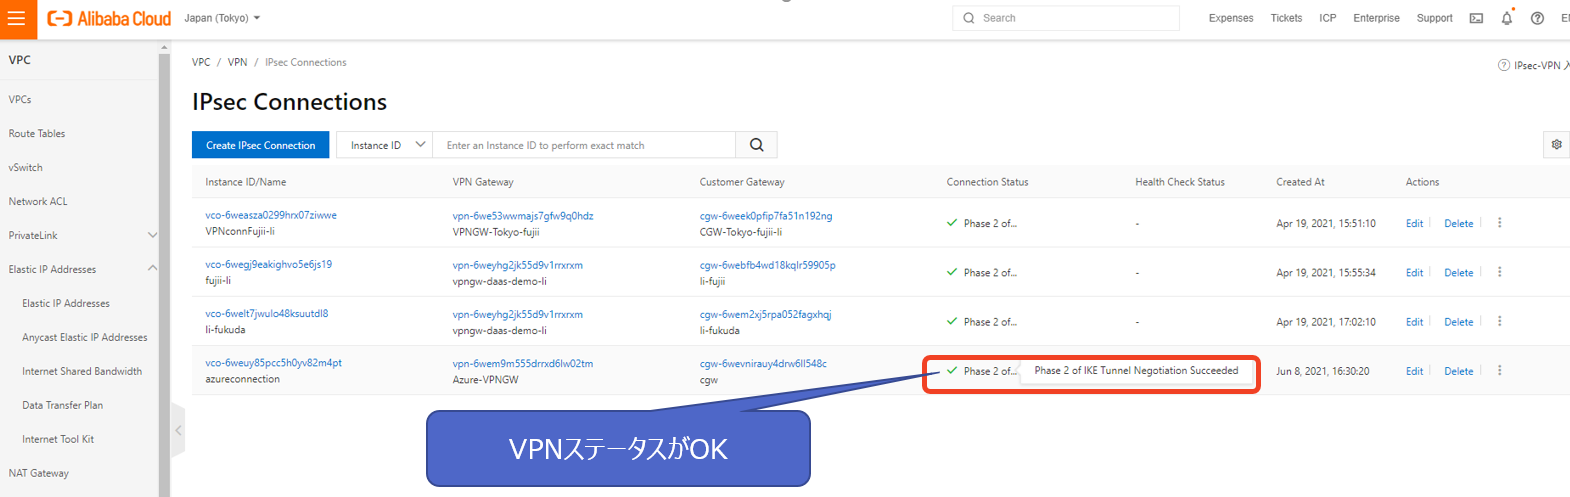 Alibaba Cloud
Japan (Tokyo)
Search
Expenses
Tickets
ICP
Enterprise
Support
VPC
VPCs
Route Tables
vSwitch
Network ACL
PrivateLink
Elastic IP Addresses
Elastic IP Addresses
Anycast Elastic IP Addresses
Internet Shared Bandwidth
Data Transfer Plan
Internet Tool Kit
NAT Gateway
VPC / VPN / IPsec Connections
IPsec-VPN 入
IPsec Connections
Create IPsec Connection
Instance ID
Enter an Instance ID to perform exact match
Instance ID/Name VPN Gateway Customer Gateway Connection Status Health Check Status Created At Actions
vco-6weasza0299hrx07ziwwe vpn-6we53wwmajs7gfw9q0hdz cgw-6week0pfip7fa51n192ng
Phase 2 of... - Apr 19, 2021, 15:51:10 Edit Delete
VPNconnFujii-li VPNGW-Tokyo-fujii CGW-Tokyo-fujii-li
vco-6wegj9eakighvo5e6js19 vpn-6weyhg2jk55d9v1rrxrxm cgw-6webfb4wd18kqlr59905p
Phase 2 of... - Apr 19, 2021, 15:55:34 Edit Delete
fujii-li vpngw-daas-demo-li li-fujii
vco-6welt7jwulo48ksuutdl8 vpn-6weyhg2jk55d9v1rrxrxm cgw-6wem2xj5rpa052fagxhqj
Phase 2 of... - Apr 19, 2021, 17:02:10 Edit Delete
li-fukuda vpngw-daas-demo-li li-fukuda
vco-6weuy85pcc5h0yv82m4pt vpn-6wem9m555drrxd6lw02tm cgw-6wevnirauy4drw6ll548c
Phase 2 of... Phase 2 of IKE Tunnel Negotiation Succeeded Jun 8, 2021, 16:30:20 Edit Delete
azureconnection Azure-VPNGW cgw
VPNステータスがOK